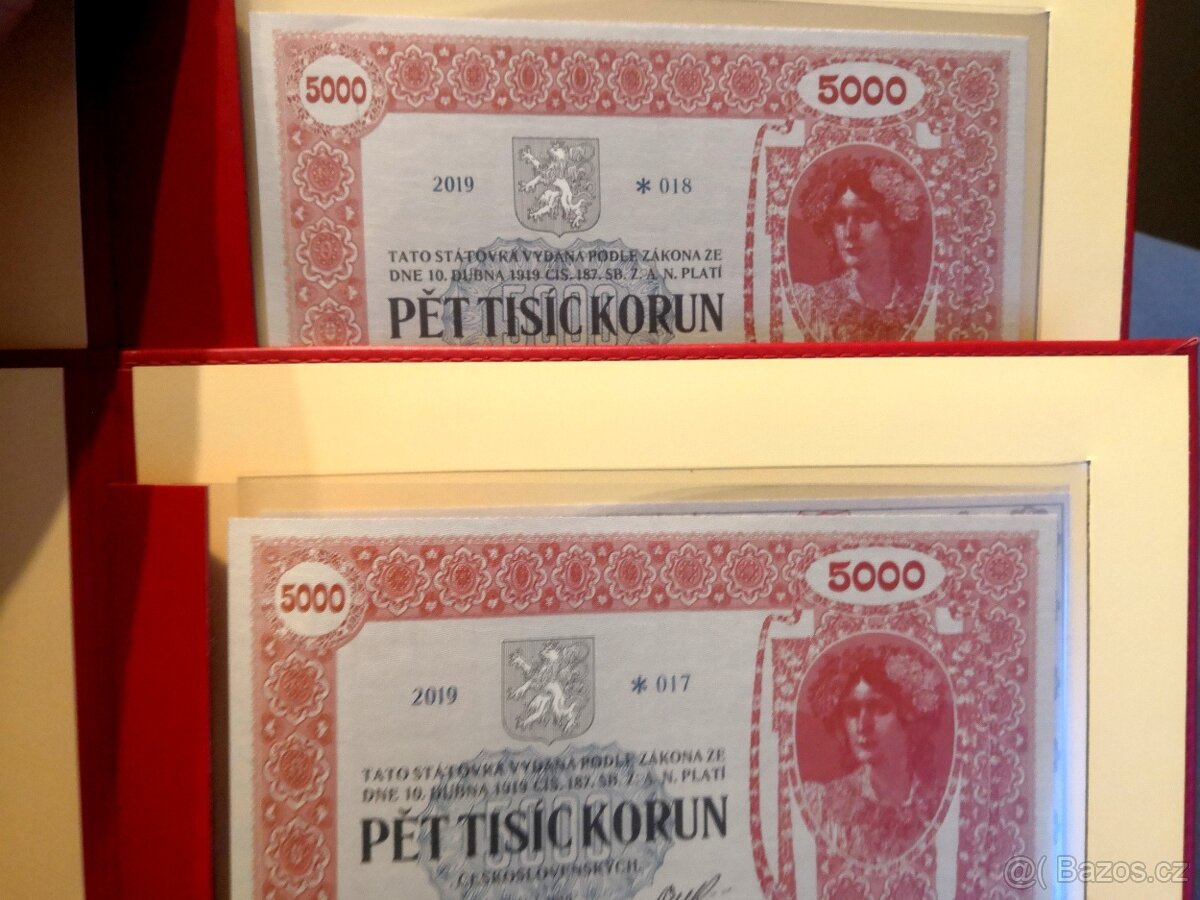 5000 5000
2019 * 018
TATO STÁTOVKA VYDANÁ PODLE ZÁKONA ZE
DNE 10. DUBNA 1919 ČÍS. 187. SB. Z. A. N. PLATÍ
5000
PĚT TISÍC KORUN
5000 5000
2019 * 017
TATO STÁTOVKA VYDANÁ PODLE ZÁKONA ZE
DNE 10. DUBNA 1919 ČÍS. 187. SB. Z. A. N. PLATÍ
5000
PĚT TISÍC KORUN
ČESKOSLOVENSKÝCH.
@( Bazos.cz